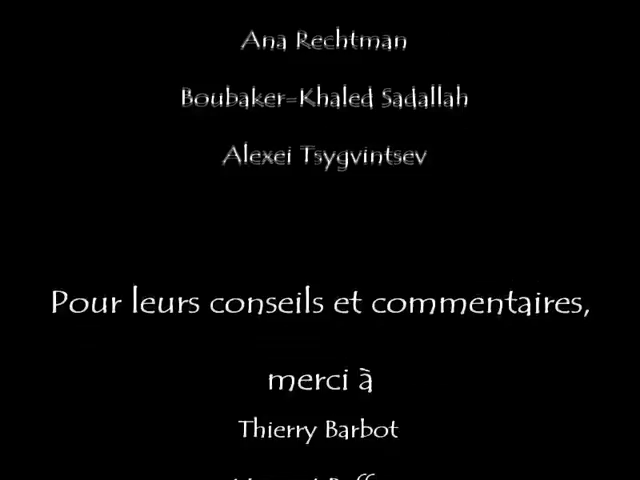 Ana Rechtman
Boubaker-Khaled Sadallah
Alexei Tsygvintsev
Pour leurs conseils et commentaires,
merci à
Thierry Barbot